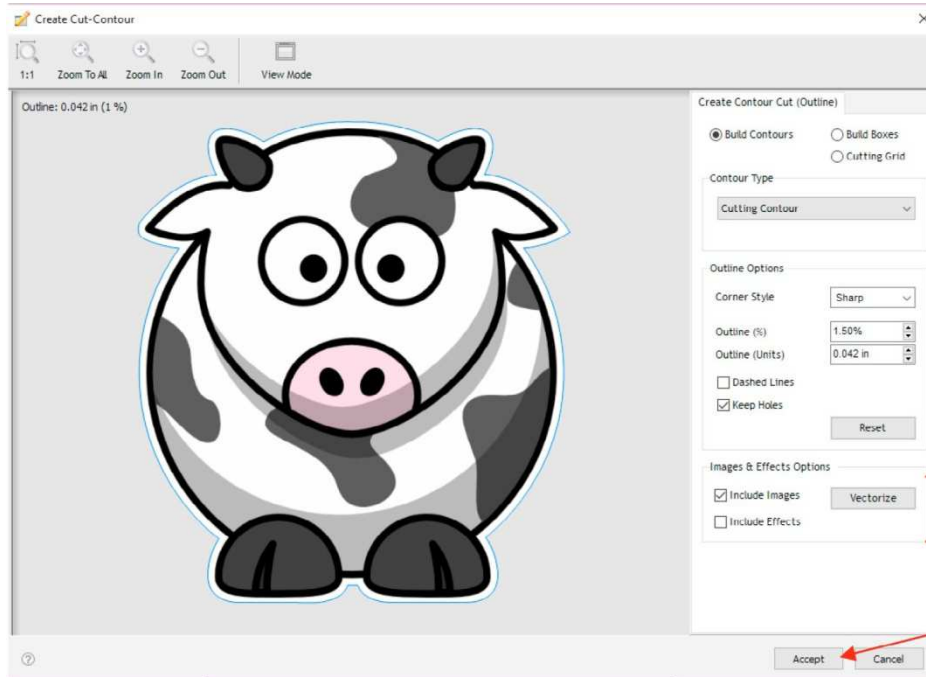 Create Cut-Contour
1:1 Zoom To All Zoom In Zoom Out View Mode
Outline: 0.042 in (1 %)
Create Contour Cut (Outline)
Build Contours Build Boxes
Cutting Grid
Contour Type
Cutting Contour
Outline Options
Corner Style Sharp
Outline (%) 1.50%
Outline (Units) 0.042 in
Dashed Lines
Keep Holes
Reset
Images & Effects Options
Include Images Vectorize
Include Effects
Accept Cancel